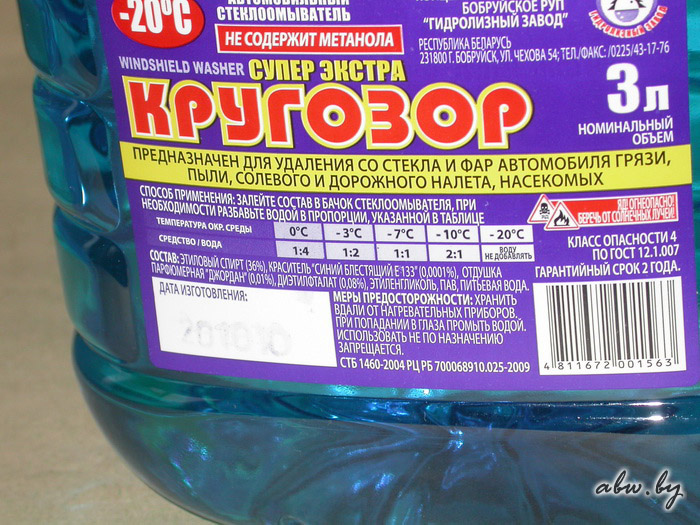 -20°C
АВТОМОБИЛЬНЫЙ
СТЕКЛООМЫВАТЕЛЬ
НЕ СОДЕРЖИТ МЕТАНОЛА
БОБРУЙСКОЕ РУП
"ГИДРОЛИЗНЫЙ ЗАВОД"
РЕСПУБЛИКА БЕЛАРУСЬ
231800 Г. БОБРУЙСК, УЛ. ЧЕХОВА 54; ТЕЛ./ФАКС: /0225/43-17-76
WINDSHIELD WASHER СУПЕР ЭКСТРА
КРУГОЗОР
3 Л
НОМИНАЛЬНЫЙ
ОБЪЕМ
ПРЕДНАЗНАЧЕН ДЛЯ УДАЛЕНИЯ СО СТЕКЛА И ФАР АВТОМОБИЛЯ ГРЯЗИ,
ПЫЛИ, СОЛЕВОГО И ДОРОЖНОГО НАЛЕТА, НАСЕКОМЫХ
СПОСОБ ПРИМЕНЕНИЯ: ЗАЛЕЙТЕ СОСТАВ В БАЧОК СТЕКЛООМЫВАТЕЛЯ, ПРИ
НЕОБХОДИМОСТИ РАЗБАВЬТЕ ВОДОЙ В ПРОПОРЦИИ, УКАЗАННОЙ В ТАБЛИЦЕ
ТЕМПЕРАТУРА ОКР. СРЕДЫ 0°C - 3°C -7°C -10°C -20°C
СРЕДСТВО / ВОДА 1:4 1:2 1:1 2:1 ВОДУ НЕ ДОБАВЛЯТЬ
ЯД! ОГНЕОПАСНО!
БЕРЕЧЬ ОТ СОЛНЕЧНЫХ ЛУЧЕЙ!
КЛАСС ОПАСНОСТИ 4
ПО ГОСТ 12.1.007
ГАРАНТИЙНЫЙ СРОК 2 ГОДА.
СОСТАВ: ЭТИЛОВЫЙ СПИРТ (36%), КРАСИТЕЛЬ "СИНИЙ БЛЕСТЯЩИЙ Е'133" (0,0001%), ОТДУШКА
ПАРФЮМЕРНАЯ "ДЖОРДАН" (0,01%), ДИЭТИЛФТАЛАТ (0,08%), ЭТИЛЕНГЛИКОЛЬ, ПАВ, ПИТЬЕВАЯ ВОДА.
ДАТА ИЗГОТОВЛЕНИЯ:
201010
МЕРЫ ПРЕДОСТОРОЖНОСТИ: ХРАНИТЬ
ВДАЛИ ОТ НАГРЕВАТЕЛЬНЫХ ПРИБОРОВ.
ПРИ ПОПАДАНИИ В ГЛАЗА ПРОМЫТЬ ВОДОЙ.
ИСПОЛЬЗОВАТЬ НЕ ПО НАЗНАЧЕНИЮ
ЗАПРЕЩАЕТСЯ.
СТБ 1460-2004 РЦ РБ 700068910.025-2009
4 811672 001563
abw.by